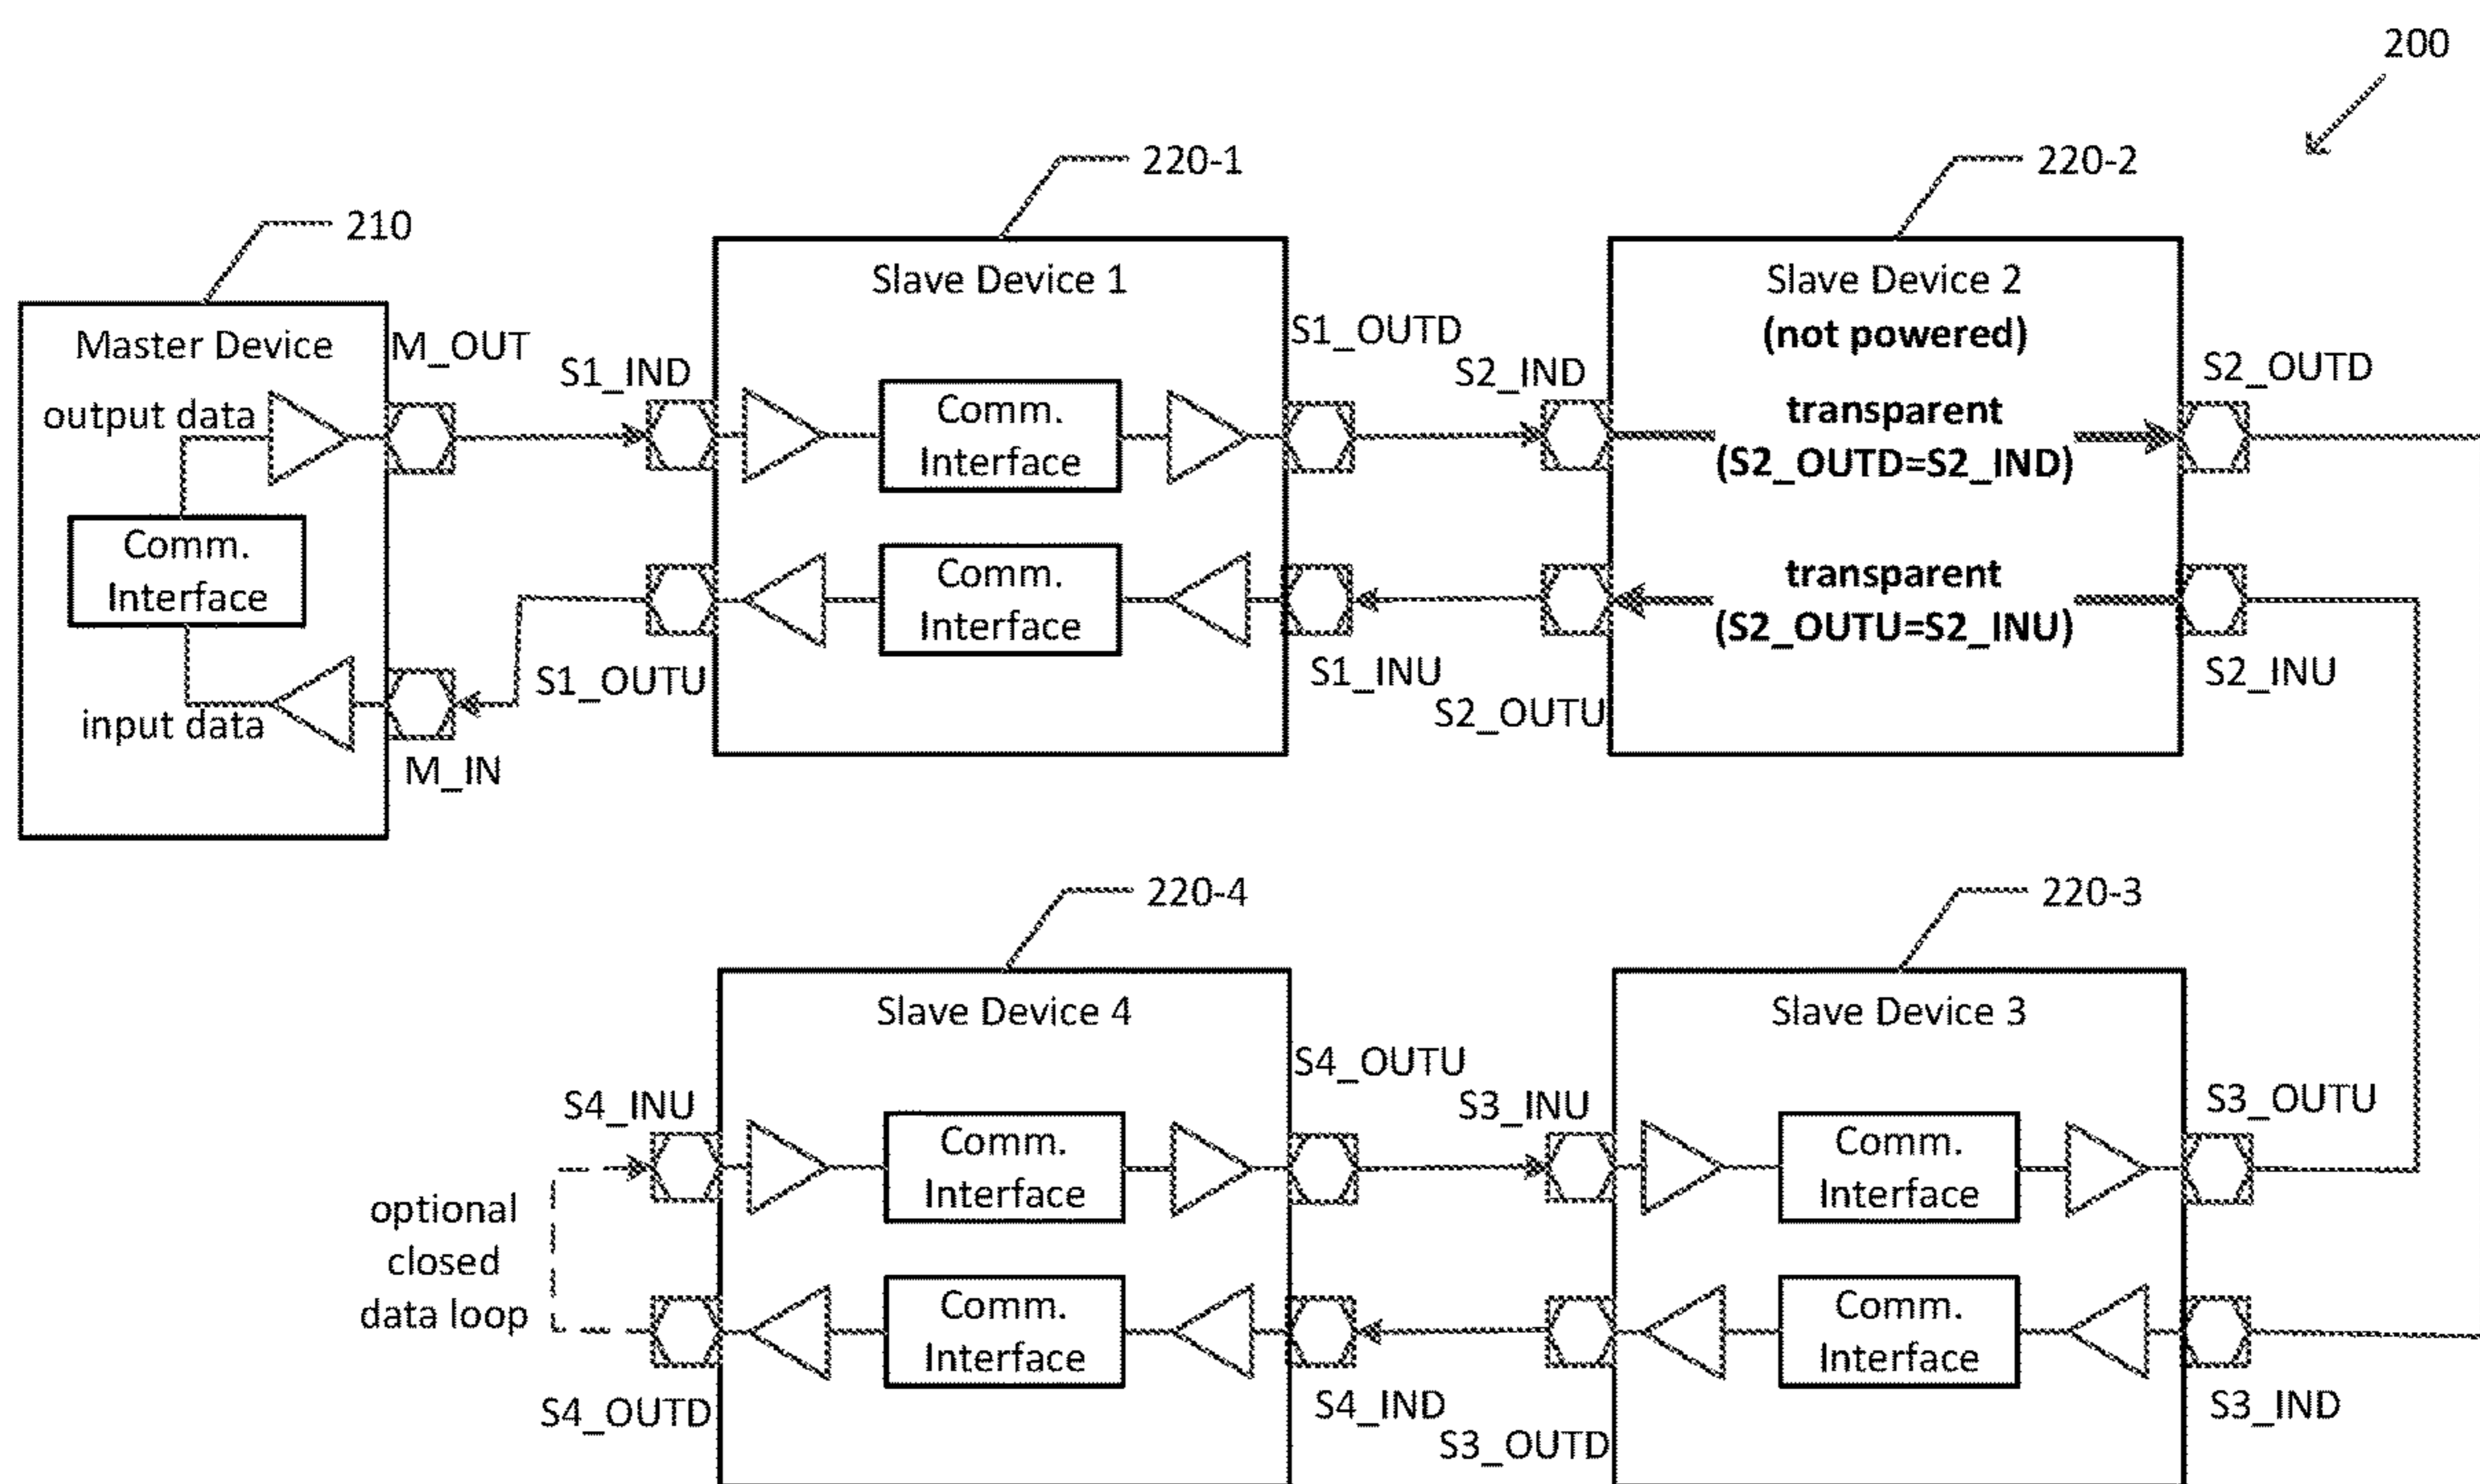 200
220-1
220-2
210
Master Device
M_OUT
output data
Comm.
Interface
input data
M_IN
S1_IND
S1_OUTU
Slave Device 1
Comm.
Interface
Comm.
Interface
S1_OUTD
S1_INU
S2_IND
S2_OUTU
Slave Device 2
(not powered)
transparent
(S2_OUTD=S2_IND)
transparent
(S2_OUTU=S2_INU)
S2_OUTD
S2_INU
220-4
220-3
optional
closed
data loop
S4_INU
S4_OUTD
Slave Device 4
Comm.
Interface
Comm.
Interface
S4_OUTU
S4_IND
S3_INU
S3_OUTD
Slave Device 3
Comm.
Interface
Comm.
Interface
S3_OUTU
S3_IND